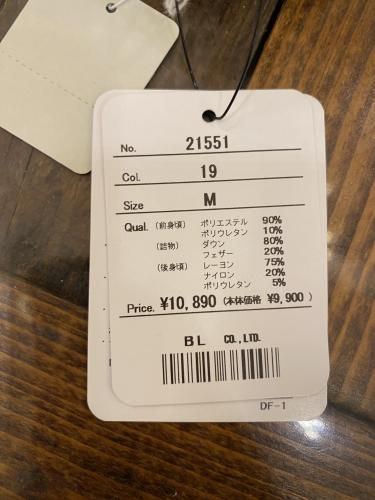 No. 21551
Col. 19
Size M
Qual. (前身頃) ポリエステル 90%
ポリウレタン 10%
(詰物) ダウン 80%
フェザー 20%
(後身頃) レーヨン 75%
ナイロン 20%
ポリウレタン 5%
Price. ¥10,890 (本体価格 ¥9,900 )
BL CO.,LTD.
DF-1